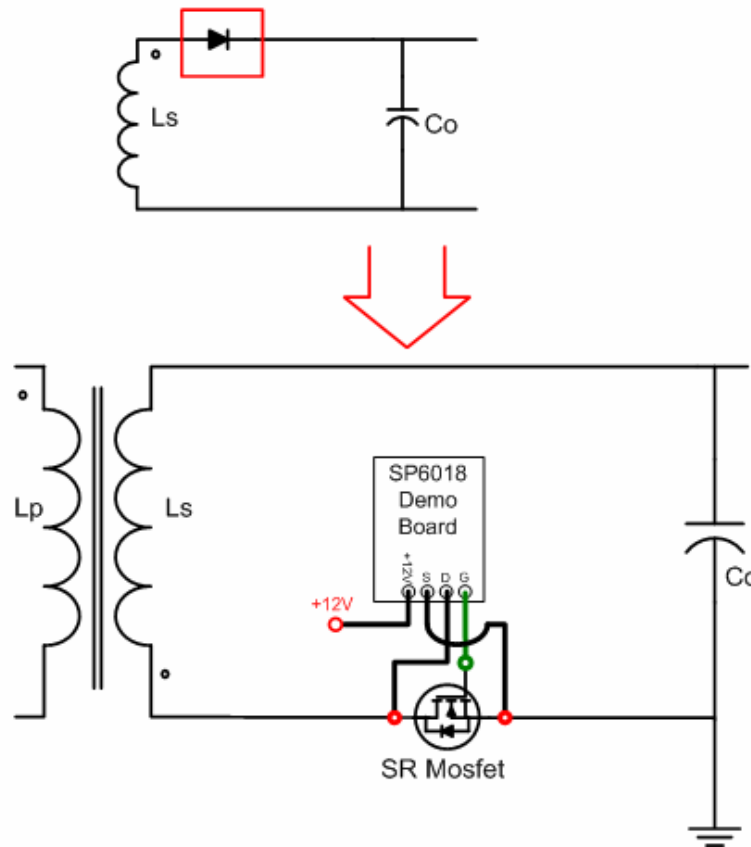 Ls
Co
Lp
Ls
SP6018
Demo
Board
+12V
S
D
G
+12V
Co
SR Mosfet